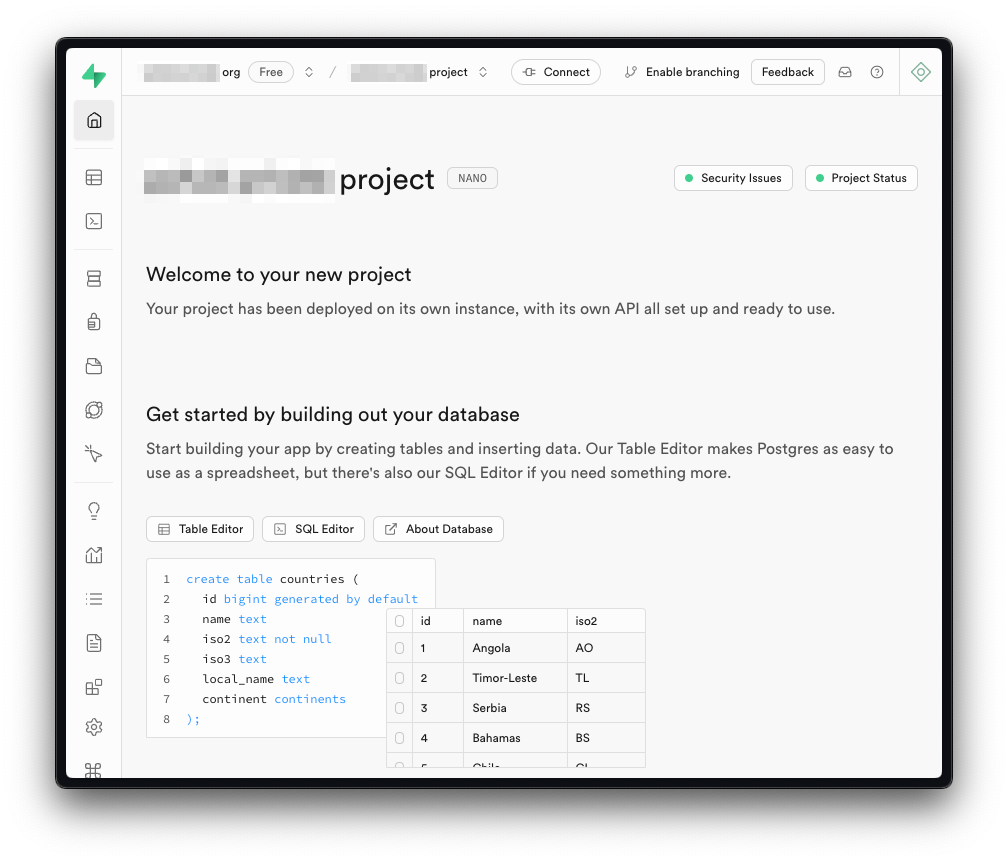 org Free / project Connect Enable branching Feedback
project NANO Security Issues Project Status
Welcome to your new project
Your project has been deployed on its own instance, with its own API all set up and ready to use.
Get started by building out your database
Start building your app by creating tables and inserting data. Our Table Editor makes Postgres as easy to
use as a spreadsheet, but there's also our SQL Editor if you need something more.
Table Editor SQL Editor About Database
1 create table countries (
2 id bigint generated by default
3 name text
4 iso2 text not null
5 iso3 text
6 local_name text
7 continent continents
8 );
id name iso2
1 Angola AO
2 Timor-Leste TL
3 Serbia RS
4 Bahamas BS
5 Chile CL